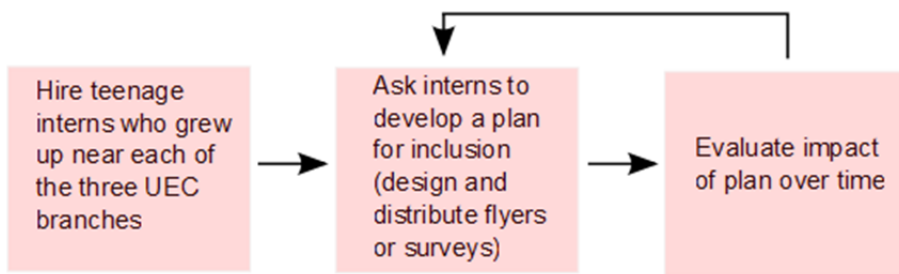 Hire teenage
interns who grew
up near each of
the three UEC
branches
Ask interns to
develop a plan
for inclusion
(design and
distribute flyers
or surveys)
Evaluate impact
of plan over time